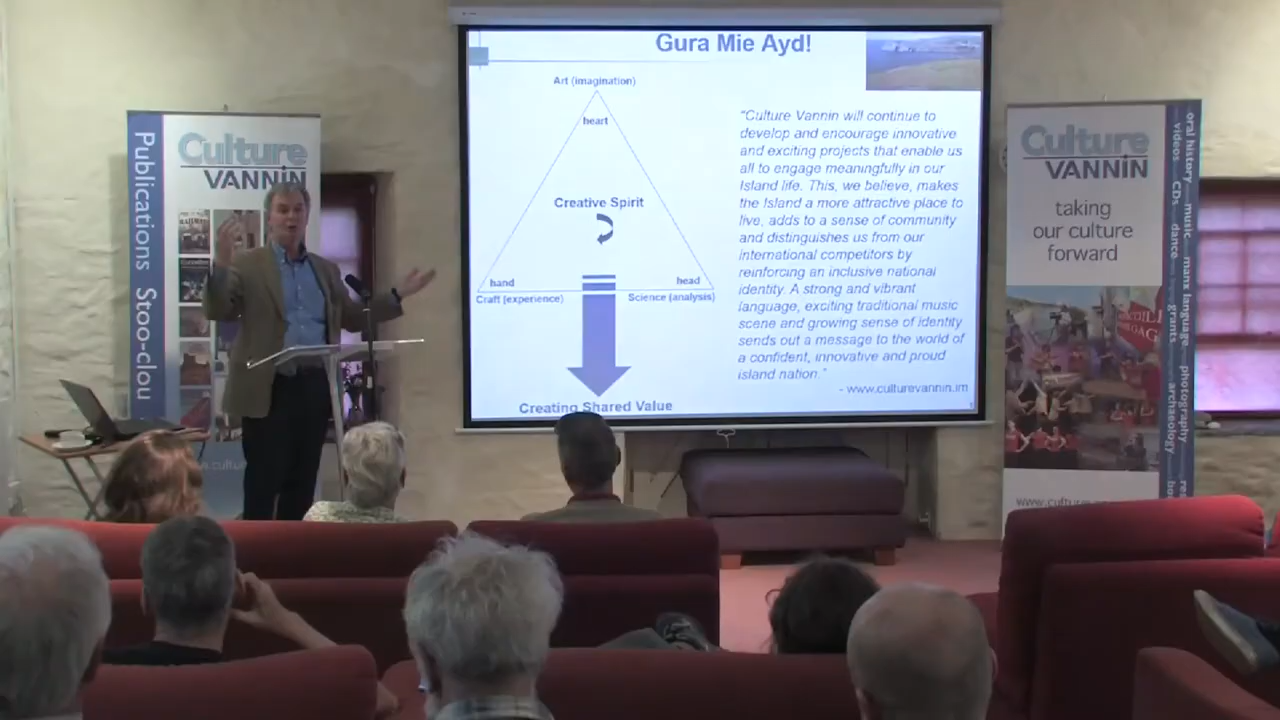 Gura Mie Ayd!
Art (imagination)
heart
Creative Spirit
hand
head
Craft (experience)
Science (analysis)
Creating Shared Value
"Culture Vannin will continue to
develop and encourage innovative
and exciting projects that enable us
all to engage meaningfully in our
Island life. This, we believe, makes
the Island a more attractive place to
live, adds to a sense of community
and distinguishes us from our
international competitors by
reinforcing an inclusive national
identity. A strong and vibrant
language, exciting traditional music
scene and growing sense of identity
sends out a message to the world of
a confident, innovative and proud
island nation."
- www.culturevannin.im
Publications Stoo-clou
Culture
VANNIN
www.cultur
Culture
VANNIN
taking
our culture
forward
www.cultur
oral history music manx language photography
videos CDs dance grants archaeology